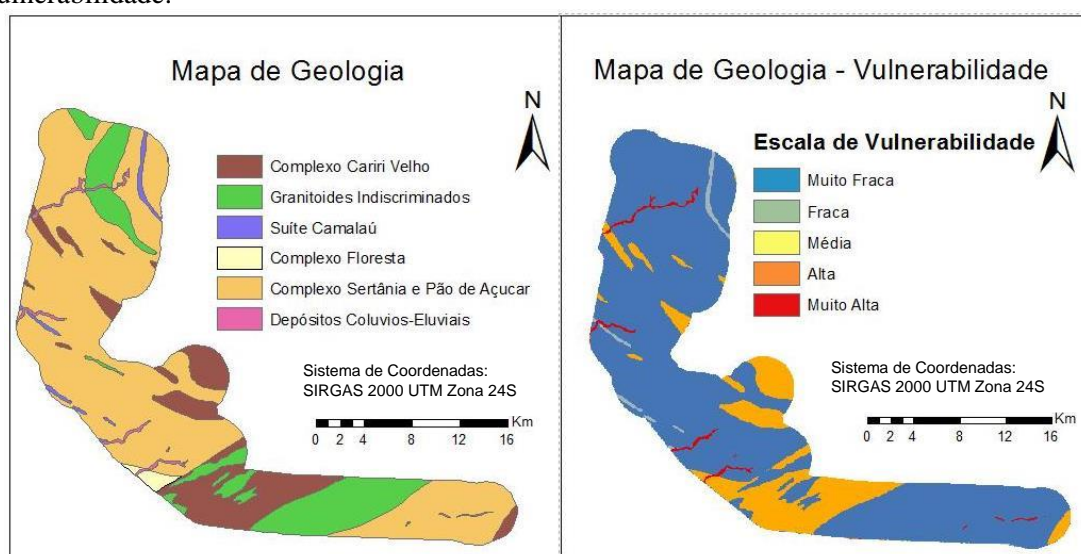 Mapa de Geologia
N
Complexo Cariri Velho
Granitoides Indiscriminados
Suíte Camalaú
Complexo Floresta
Complexo Sertânia e Pão de Açucar
Depósitos Coluvios-Eluviais
Sistema de Coordenadas:
SIRGAS 2000 UTM Zona 24S
Km
0 2 4 8 12 16
Mapa de Geologia - Vulnerabilidade
N
Escala de Vulnerabilidade
Muito Fraca
Fraca
Média
Alta
Muito Alta
Sistema de Coordenadas:
SIRGAS 2000 UTM Zona 24S
Km
0 2 4 8 12 16